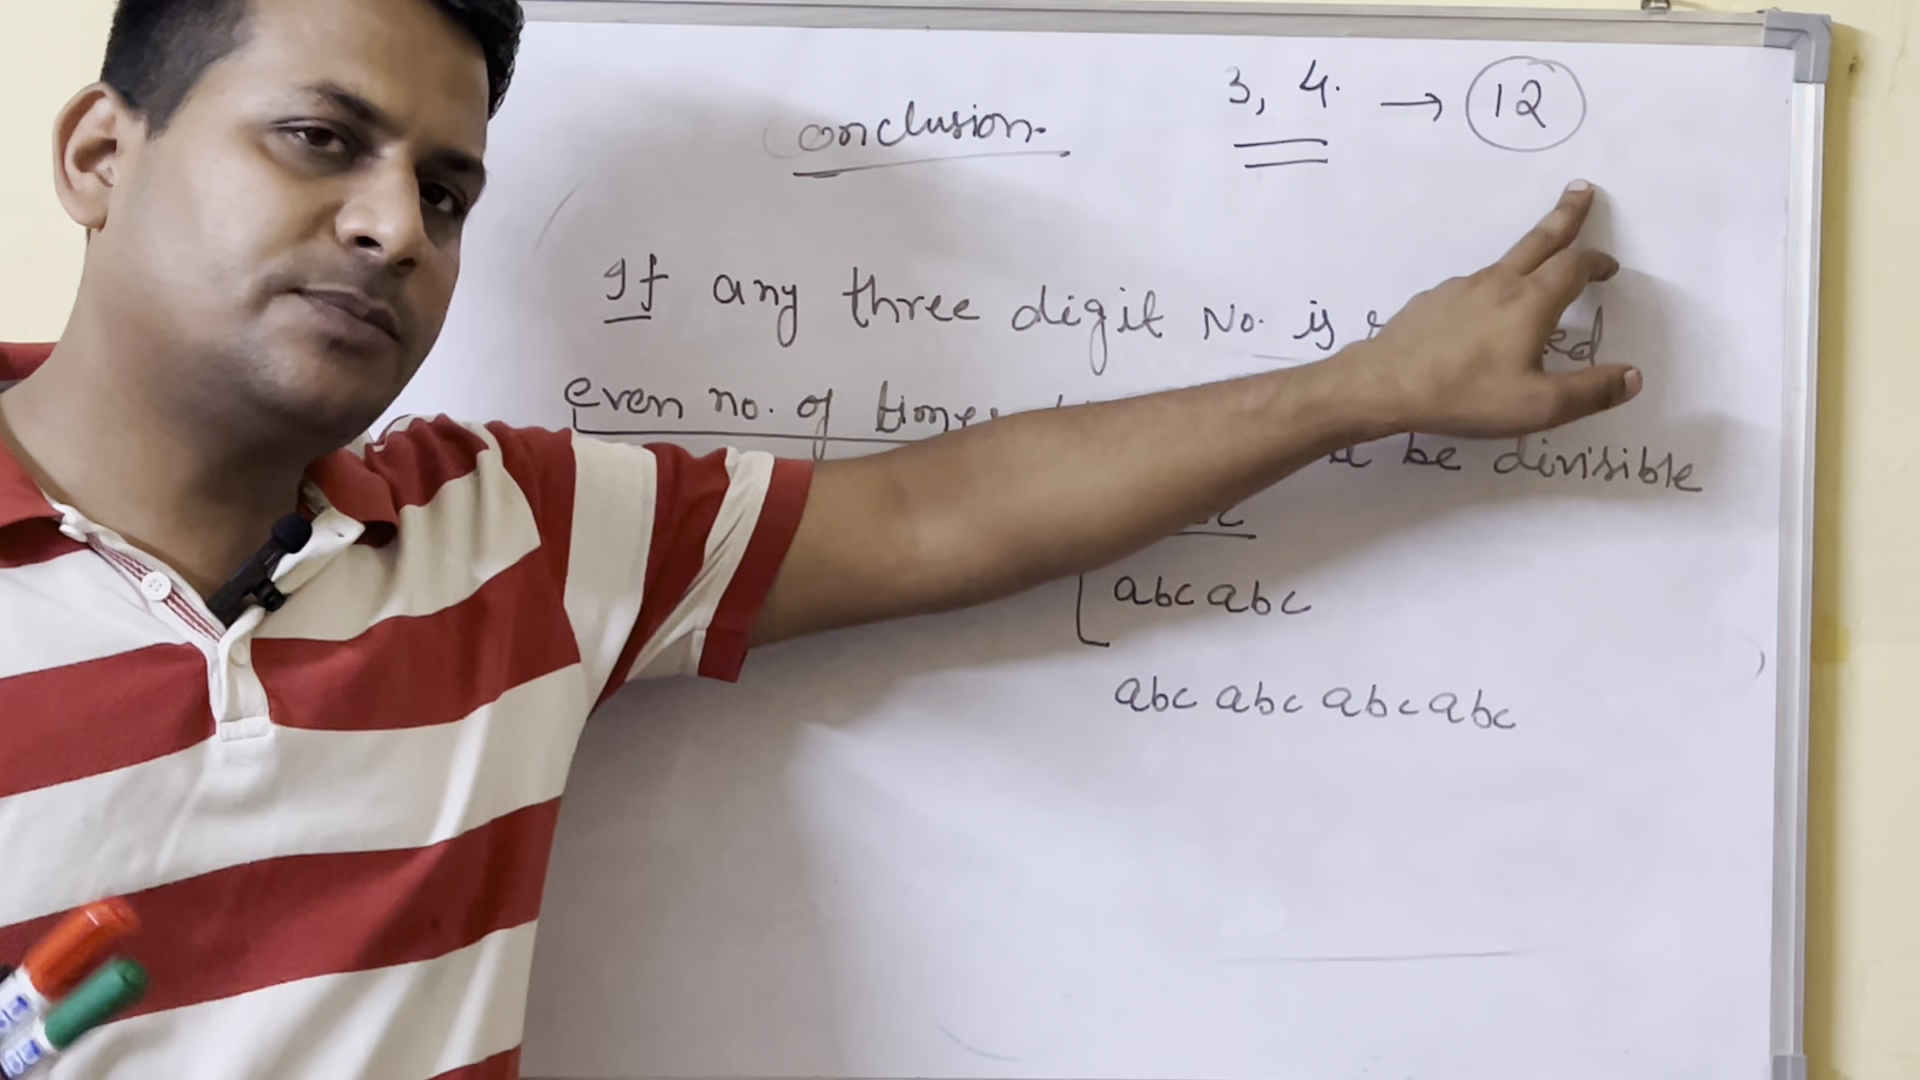 Conclusion.
3, 4. → 12
If any three digit No. is
even no. of times
be divisible
abcabc
abc abc abc abc